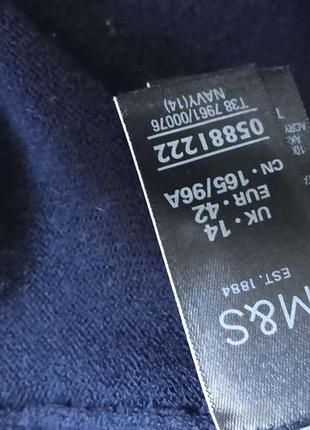 M&S
EST. 1884
UK · 14
EUR · 42
CN · 165/96A
05881222
T38 7961/00076
NAVY(14)